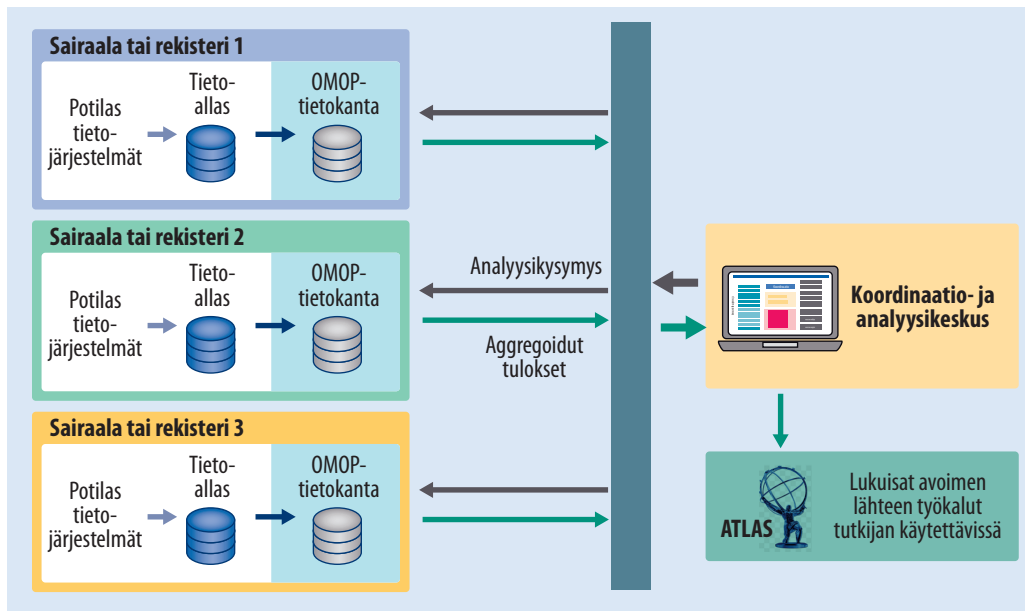 Sairaala tai rekisteri 1
Potilas
tieto-
järjestelmät
Tieto-
allas
OMOP-
tietokanta
Sairaala tai rekisteri 2
Potilas
tieto-
järjestelmät
Tieto-
allas
OMOP-
tietokanta
Analyysikysymys
Aggregoidut
tulokset
Sairaala tai rekisteri 3
Potilas
tieto-
järjestelmät
Tieto-
allas
OMOP-
tietokanta
Koordinaatio- ja
analyysikeskus
ATLAS
Lukuisat avoimen
lähteen työkalut
tutkijan käytettävissä